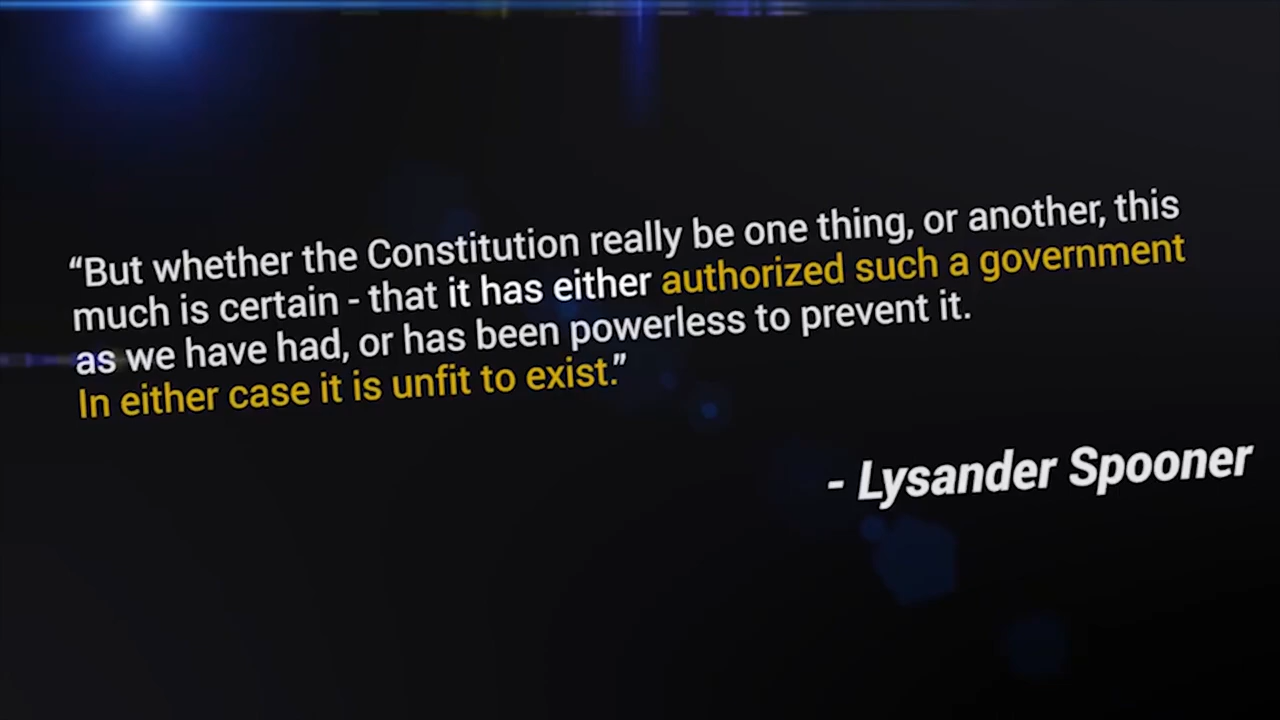 “But whether the Constitution really be one thing, or another, this
much is certain - that it has either authorized such a government
as we have had, or has been powerless to prevent it.
In either case it is unfit to exist.”
- Lysander Spooner